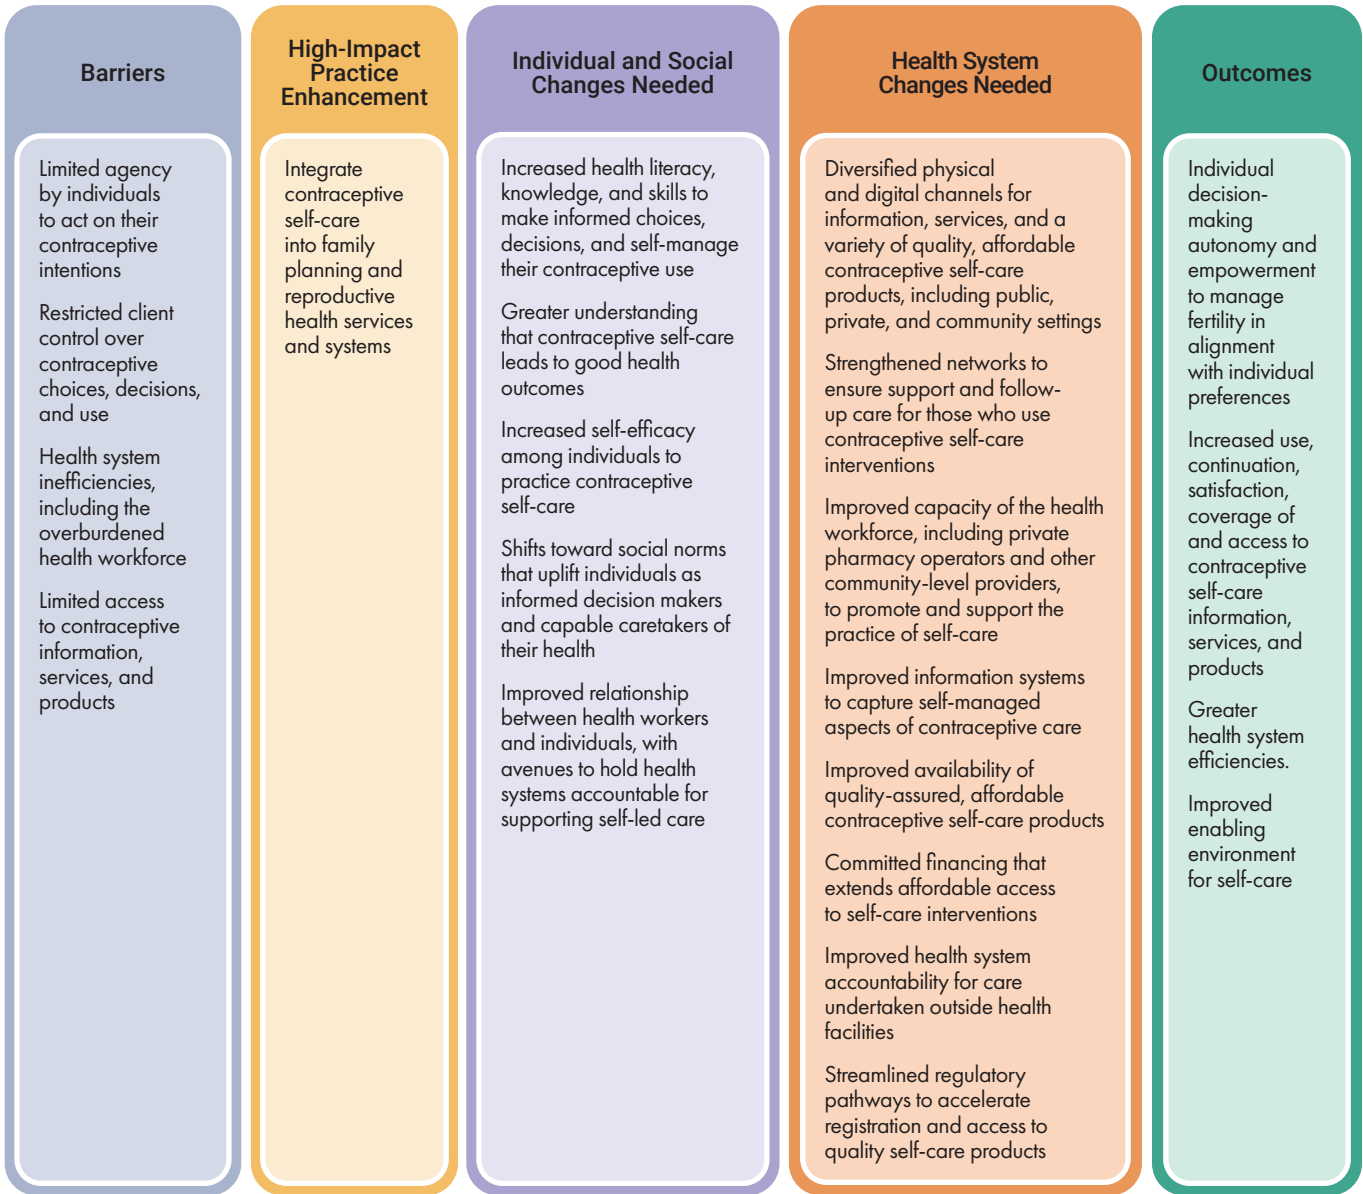 Barriers
Limited agency
by individuals
to act on their
contraceptive
intentions
Restricted client
control over
contraceptive
choices, decisions,
and use
Health system
inefficiencies,
including the
overburdened
health workforce
Limited access
to contraceptive
information,
services, and
products
High-Impact
Practice
Enhancement
Integrate
contraceptive
self-care
into family
planning and
reproductive
health services
and systems
Individual and Social
Changes Needed
Increased health literacy,
knowledge, and skills to
make informed choices,
decisions, and self-manage
their contraceptive use
Greater understanding
that contraceptive self-care
leads to good health
outcomes
Increased self-efficacy
among individuals to
practice contraceptive
self-care
Shifts toward social norms
that uplift individuals as
informed decision makers
and capable caretakers of
their health
Improved relationship
between health workers
and individuals, with
avenues to hold health
systems accountable for
supporting self-led care
Health System
Changes Needed
Diversified physical
and digital channels for
information, services, and a
variety of quality, affordable
contraceptive self-care
products, including public,
private, and community settings
Strengthened networks to
ensure support and follow-
up care for those who use
contraceptive self-care
interventions
Improved capacity of the health
workforce, including private
pharmacy operators and other
community-level providers,
to promote and support the
practice of self-care
Improved information systems
to capture self-managed
aspects of contraceptive care
Improved availability of
quality-assured, affordable
contraceptive self-care products
Committed financing that
extends affordable access
to self-care interventions
Improved health system
accountability for care
undertaken outside health
facilities
Streamlined regulatory
pathways to accelerate
registration and access to
quality self-care products
Outcomes
Individual
decision-
making
autonomy and
empowerment
to manage
fertility in
alignment
with individual
preferences
Increased use,
continuation,
satisfaction,
coverage of
and access to
contraceptive
self-care
information,
services, and
products
Greater
health system
efficiencies.
Improved
enabling
environment
for self-care